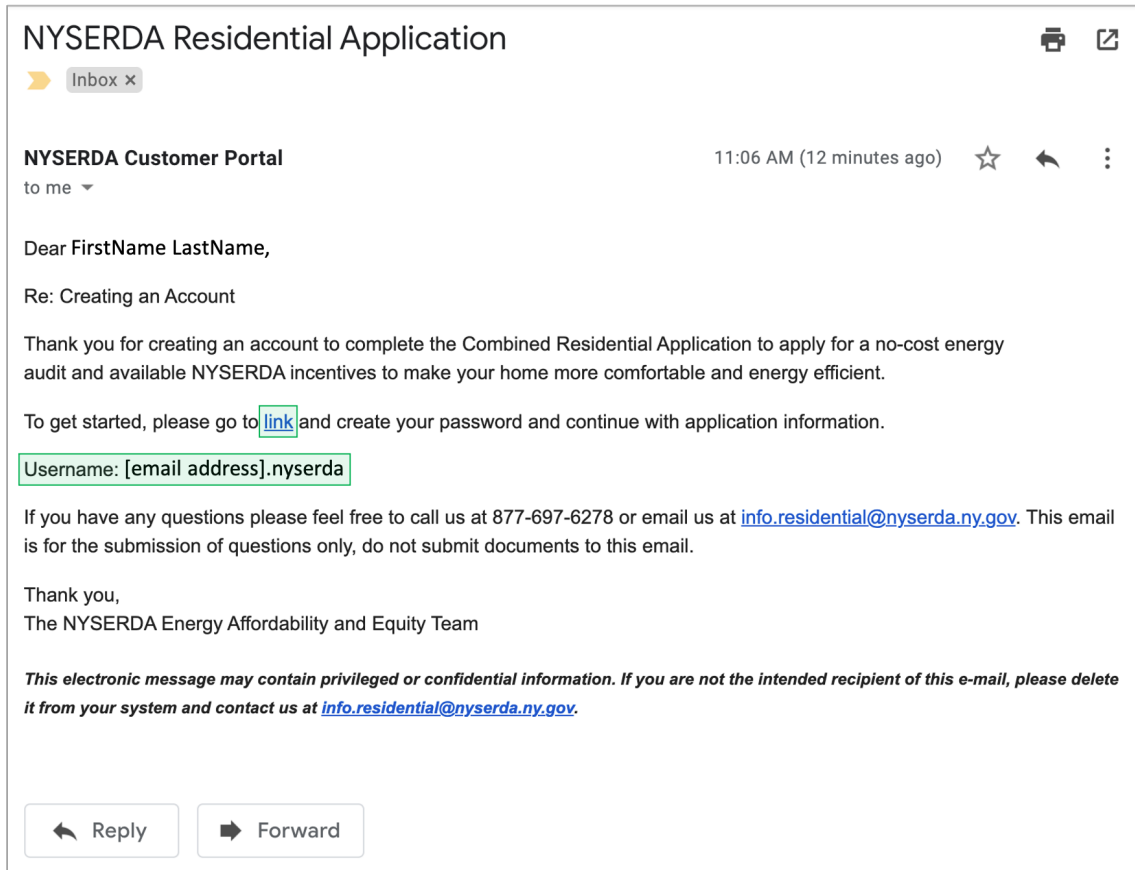 NYSERDA Residential Application
Inbox ×
NYSERDA Customer Portal
11:06 AM (12 minutes ago)
to me
Dear FirstName LastName,
Re: Creating an Account
Thank you for creating an account to complete the Combined Residential Application to apply for a no-cost energy
audit and available NYSERDA incentives to make your home more comfortable and energy efficient.
To get started, please go to link and create your password and continue with application information.
Username: [email address].nyserda
If you have any questions please feel free to call us at 877-697-6278 or email us at info.residential@nyserda.ny.gov. This email
is for the submission of questions only, do not submit documents to this email.
Thank you,
The NYSERDA Energy Affordability and Equity Team
This electronic message may contain privileged or confidential information. If you are not the intended recipient of this e-mail, please delete
it from your system and contact us at info.residential@nyserda.ny.gov.
Reply
Forward